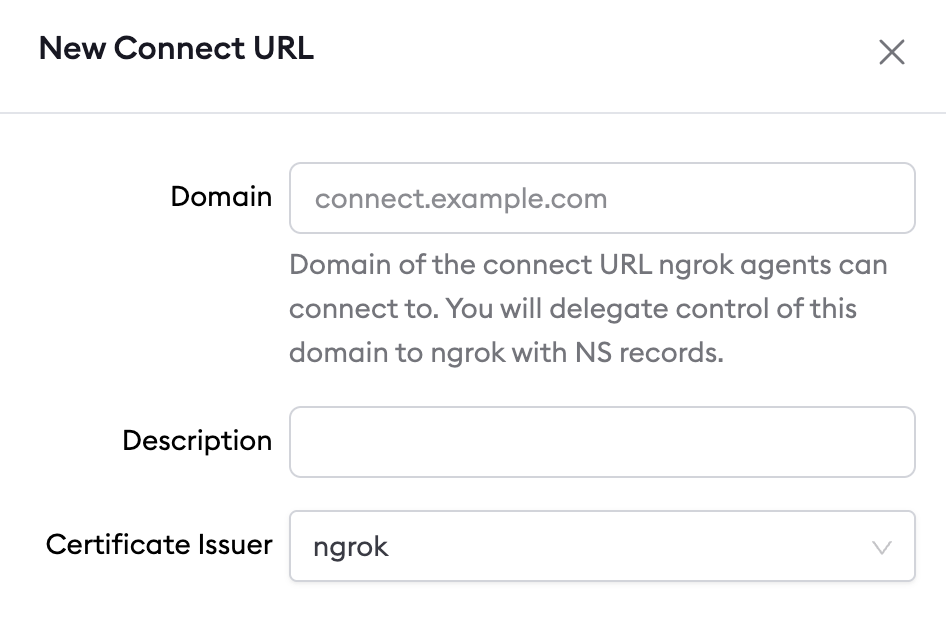 New Connect URL
Domain
connect.example.com
Domain of the connect URL ngrok agents can
connect to. You will delegate control of this
domain to ngrok with NS records.
Description
Certificate Issuer
ngrok